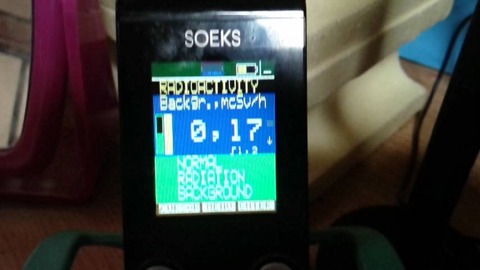 SOEKS
RADIOACTIVITY
Backgr., mcSv/h
0,17
NORMAL
RADIATION
BACKGROUND